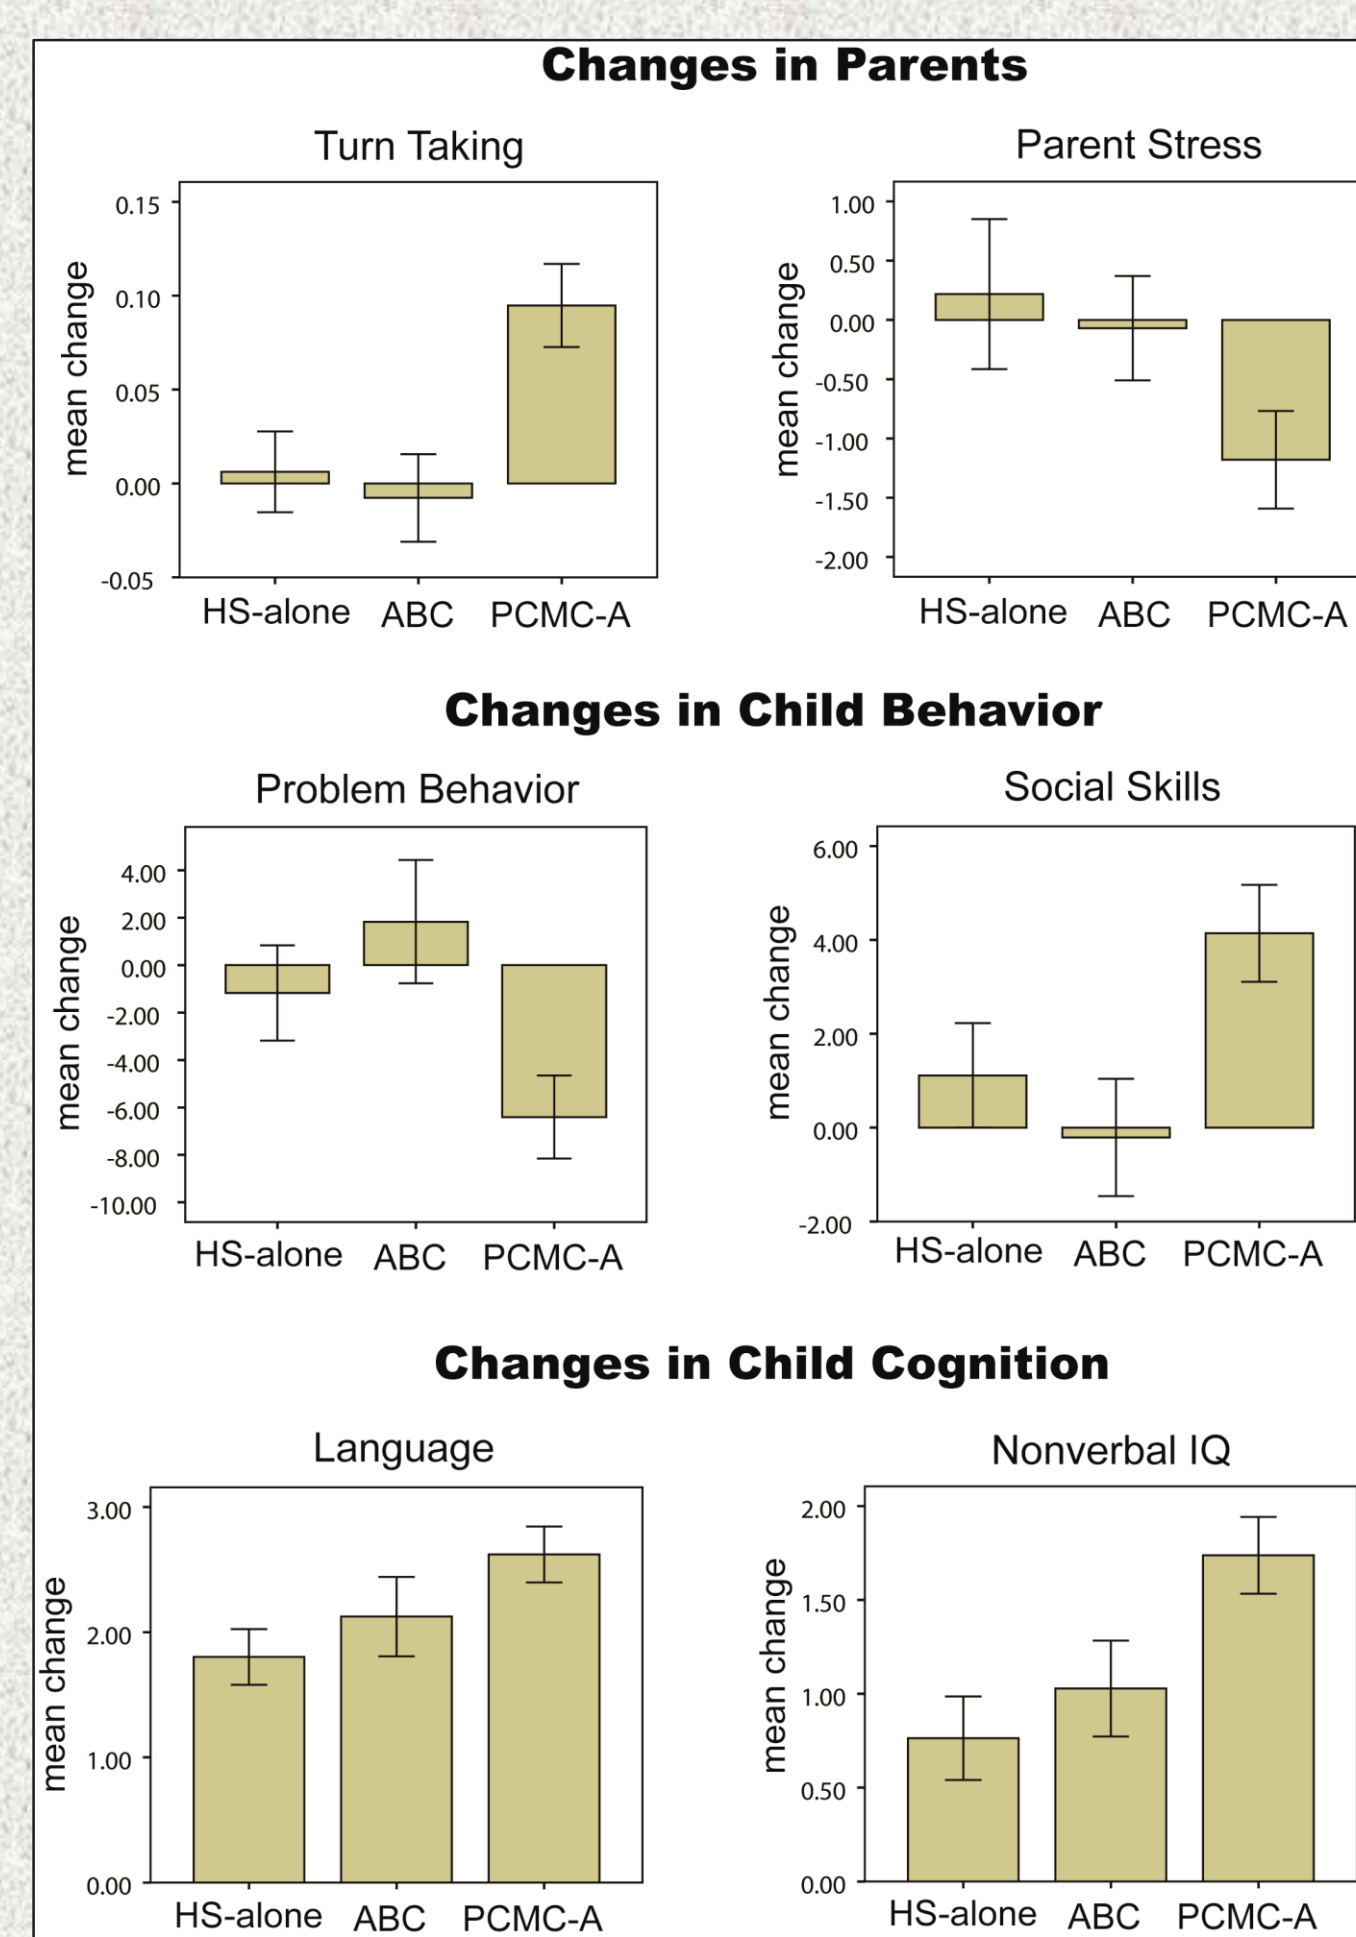 Changes in Parents
Turn Taking
mean change
0.15
0.10
0.05
0.00
-0.05
HS-alone ABC PCMC-A
Parent Stress
mean change
1.00
0.50
0.00
-0.50
-1.00
-1.50
-2.00
HS-alone ABC PCMC-A
Changes in Child Behavior
Problem Behavior
mean change
4.00
2.00
0.00
-2.00
-4.00
-6.00
-8.00
-10.00
HS-alone ABC PCMC-A
Social Skills
mean change
6.00
4.00
2.00
0.00
-2.00
HS-alone ABC PCMC-A
Changes in Child Cognition
Language
mean change
3.00
2.00
1.00
0.00
HS-alone ABC PCMC-A
Nonverbal IQ
mean change
2.00
1.50
1.00
0.50
0.00
HS-alone ABC PCMC-A